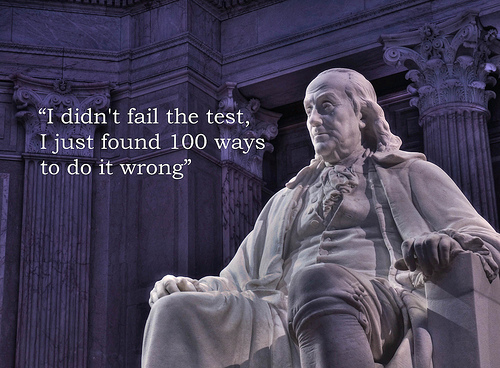 “I didn't fail the test,
I just found 100 ways
to do it wrong”